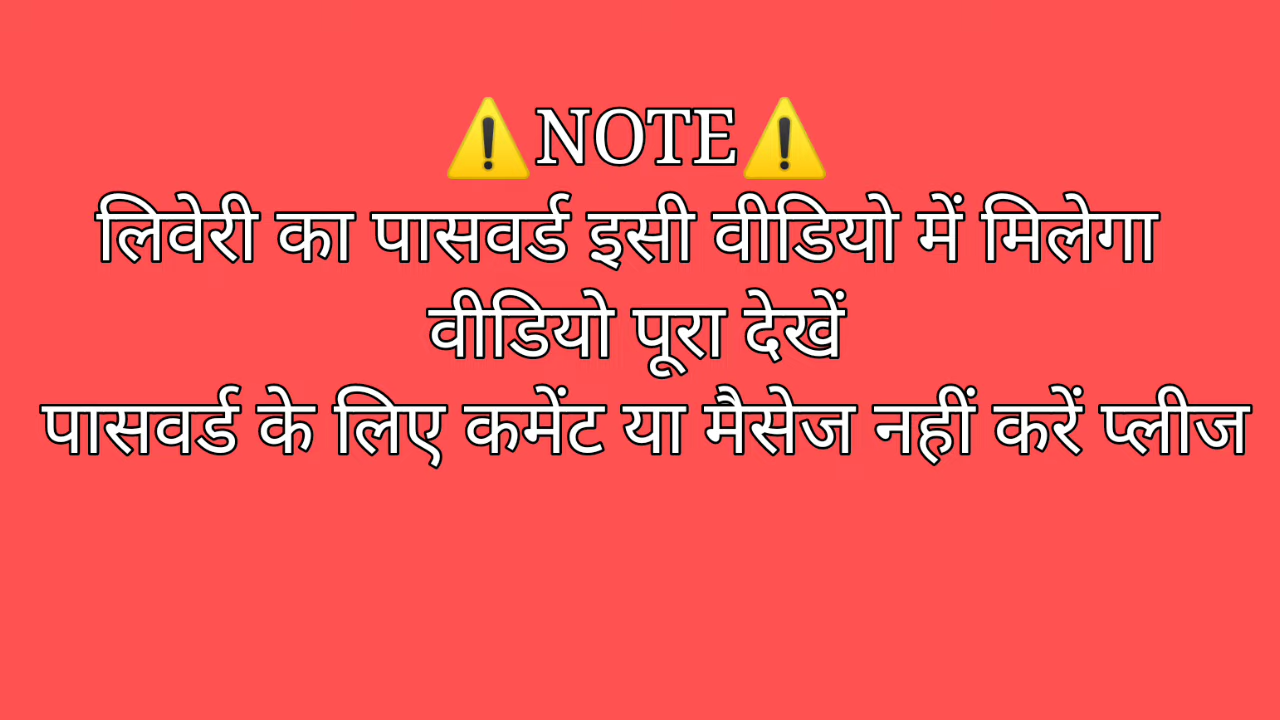 ⚠️NOTE⚠️
लिवेरी का पासवर्ड इसी वीडियो में मिलेगा
वीडियो पूरा देखें
पासवर्ड के लिए कमेंट या मैसेज नहीं करें प्लीज